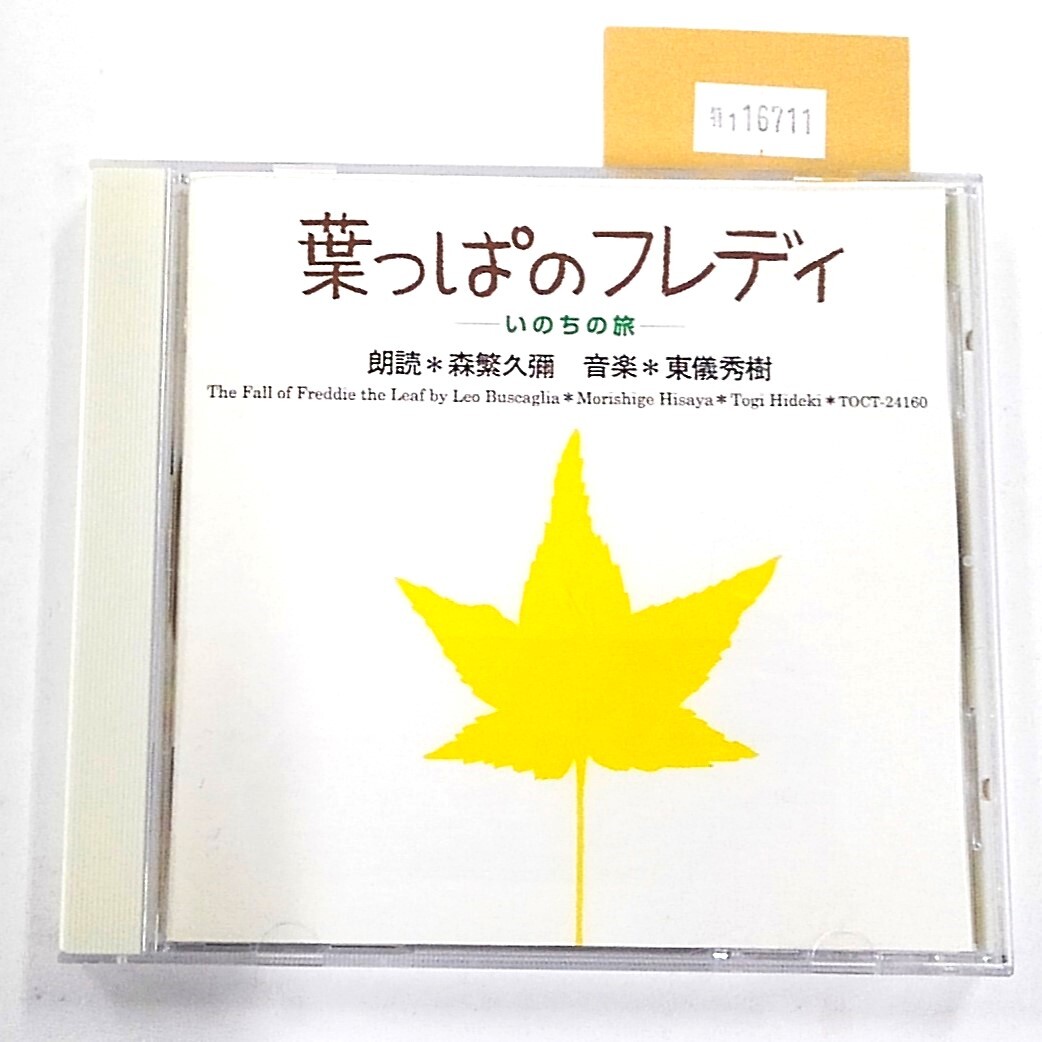 16711
葉っぱのフレディ
いのちの旅
朗読＊森繁久彌　音楽＊東儀秀樹
The Fall of Freddie the Leaf by Leo Buscaglia＊Morishige Hisaya＊Togi Hideki＊TOCT-24160